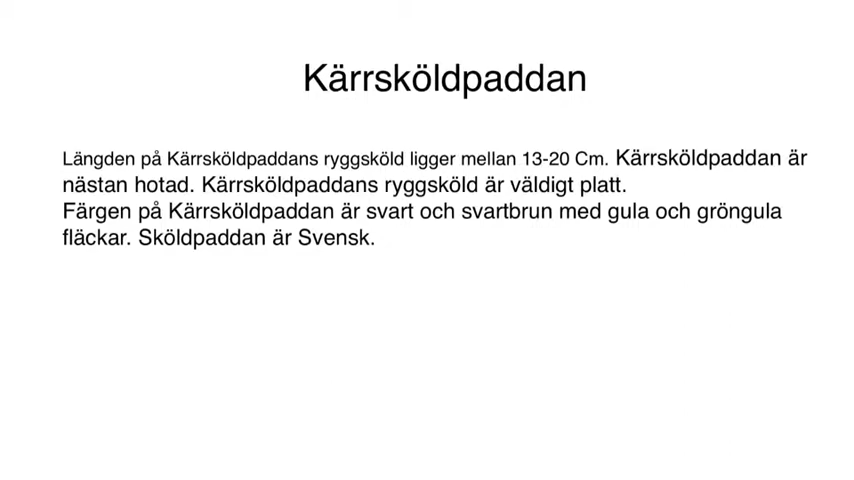 Kärrsköldpaddan
Längden på Kärrsköldpaddans ryggsköld ligger mellan 13-20 Cm. Kärrsköldpaddan är
nästan hotad. Kärrsköldpaddans ryggsköld är väldigt platt.
Färgen på Kärrsköldpaddan är svart och svartbrun med gula och gröngula
fläckar. Sköldpaddan är Svensk.